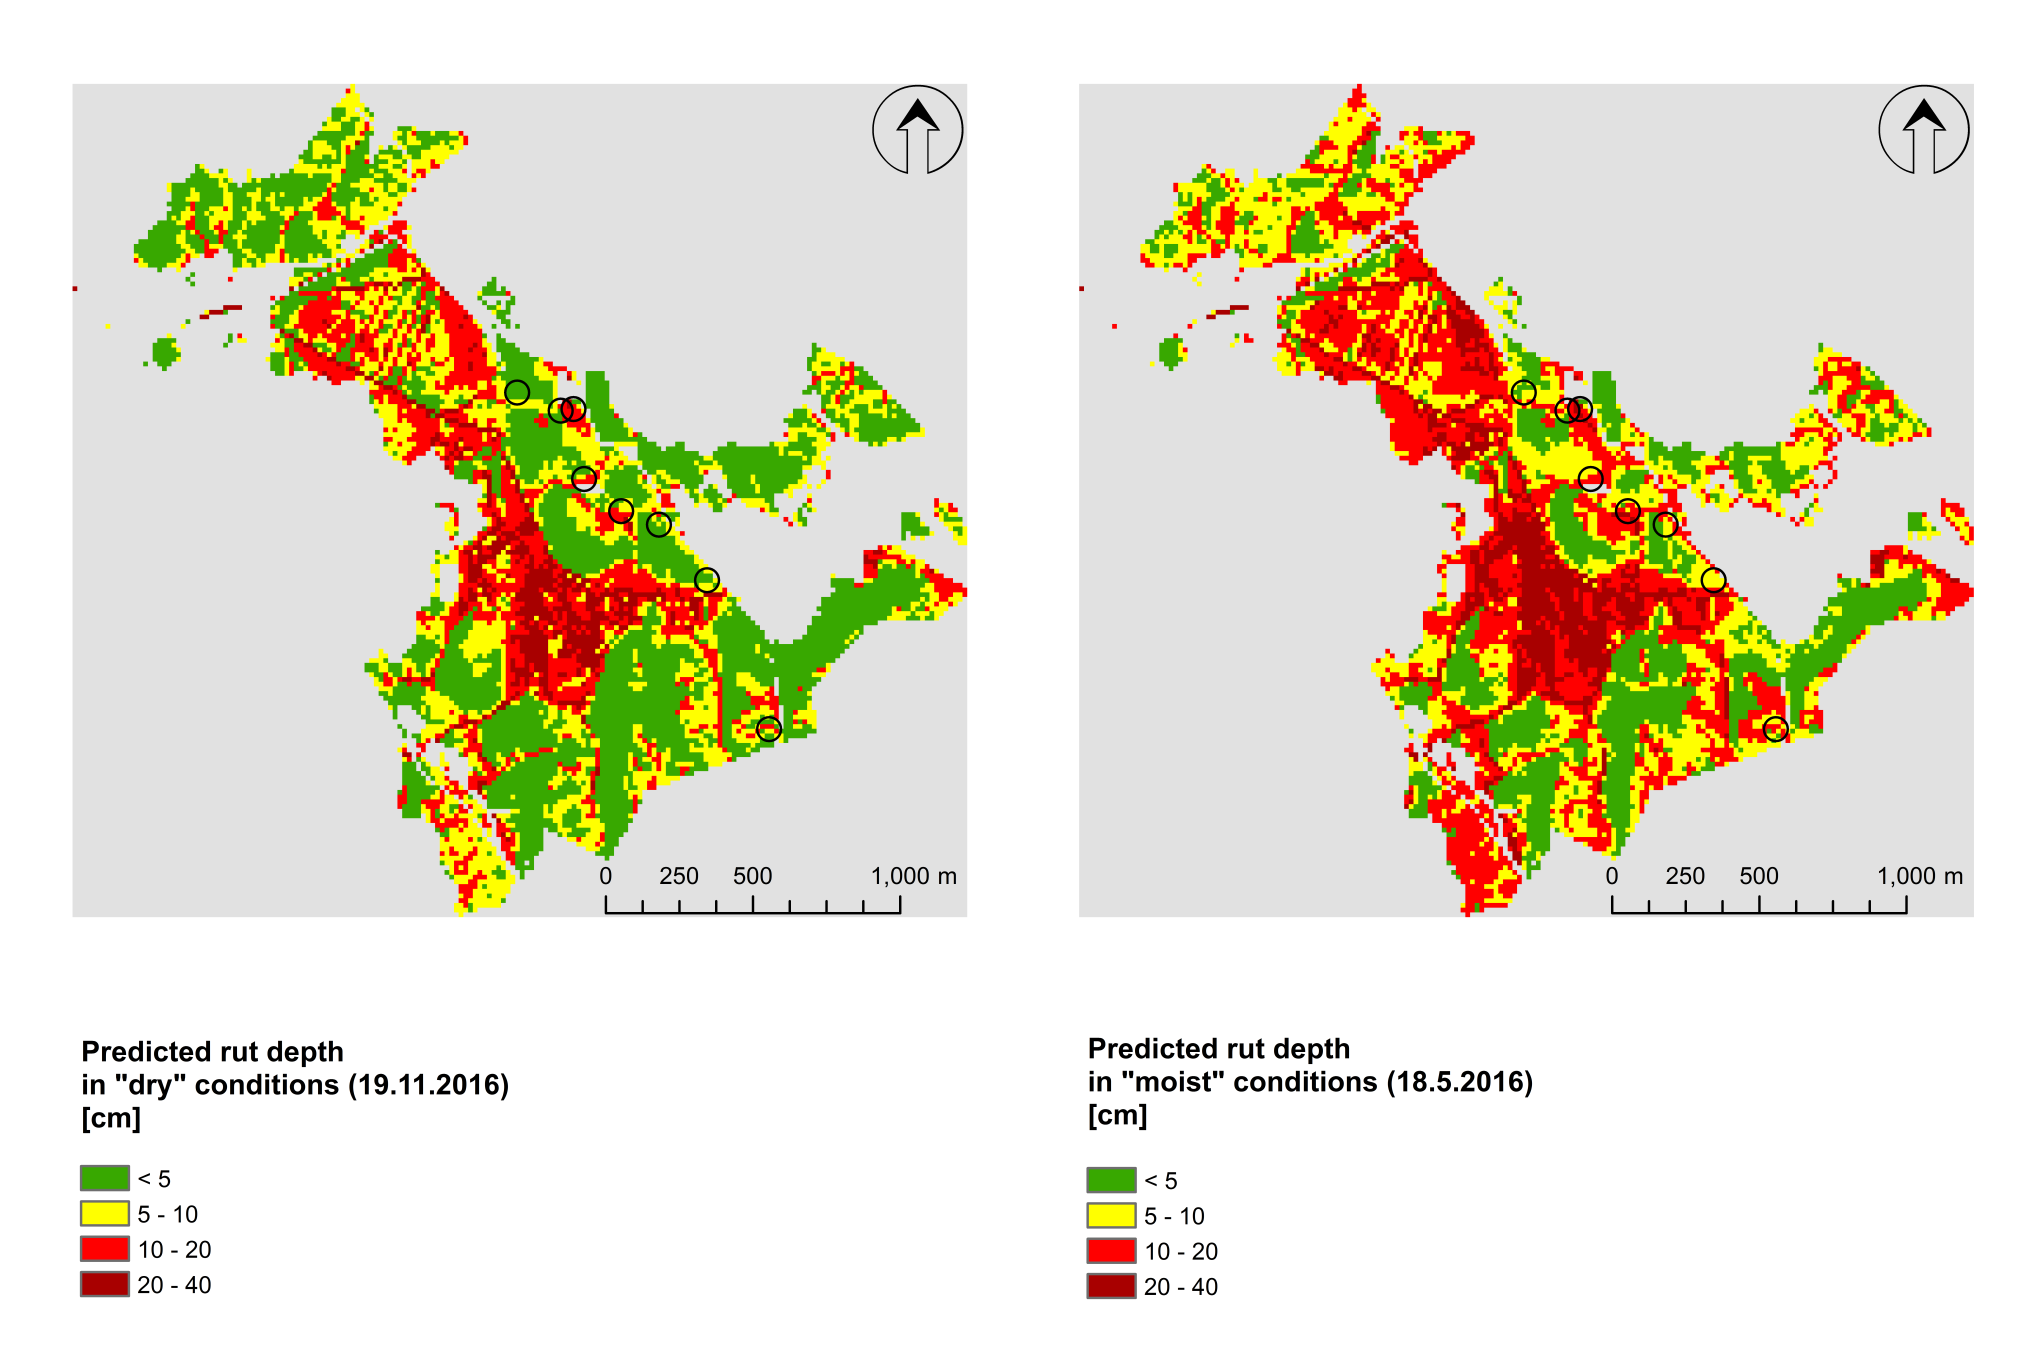 0 250 500 1,000 m
0 250 500 1,000 m
Predicted rut depth
in "dry" conditions (19.11.2016)
[cm]
< 5
5 - 10
10 - 20
20 - 40
Predicted rut depth
in "moist" conditions (18.5.2016)
[cm]
< 5
5 - 10
10 - 20
20 - 40